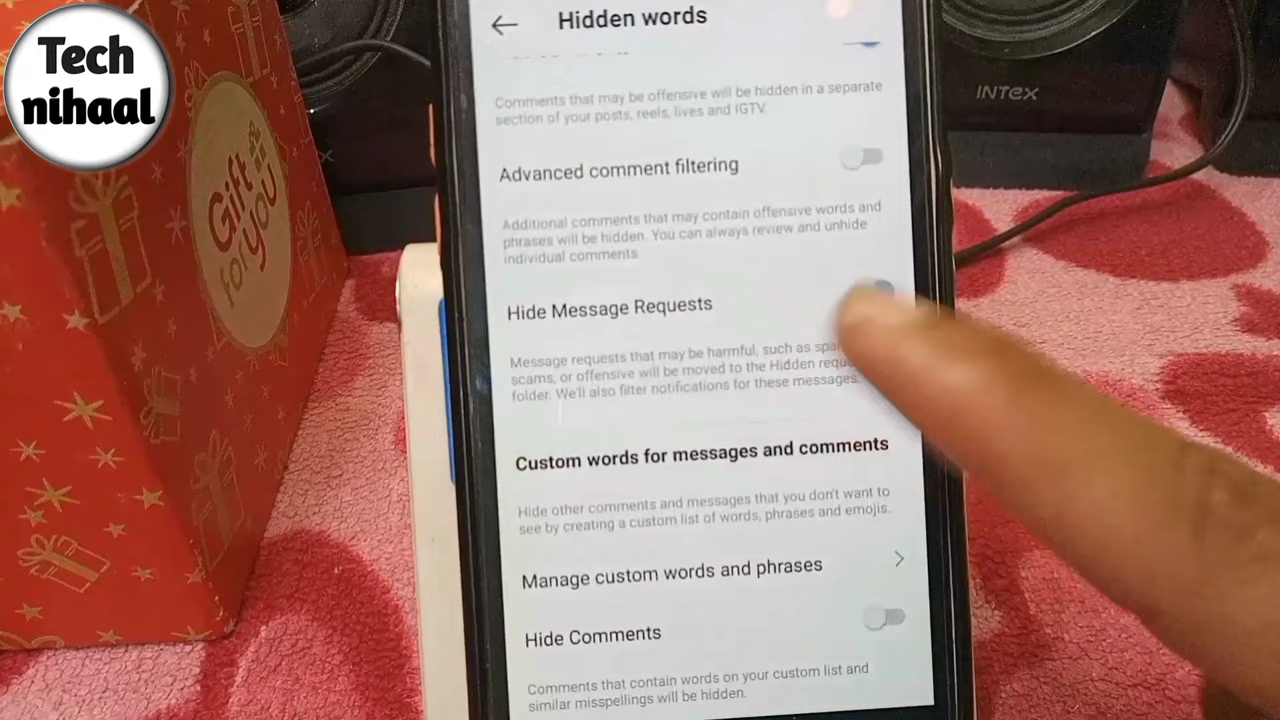 Tech
nihaal
Hidden words
INTEX
Comments that may be offensive will be hidden in a separate
section of your posts, reels, lives and IGTV.
Advanced comment filtering
Gift
for
you
Additional comments that may contain offensive words and
phrases will be hidden. You can always review and unhide
individual comments.
Hide Message Requests
Message requests that may be harmful, such as
scams, or offensive will be moved to the Hidden
folder. We'll also filter notifications for these messages.
Custom words for messages and comments
Hide other comments and messages that you don't want to
see by creating a custom list of words, phrases and emojis.
Manage custom words and phrases
Hide Comments
Comments that contain words on your custom list and
similar misspellings will be hidden.